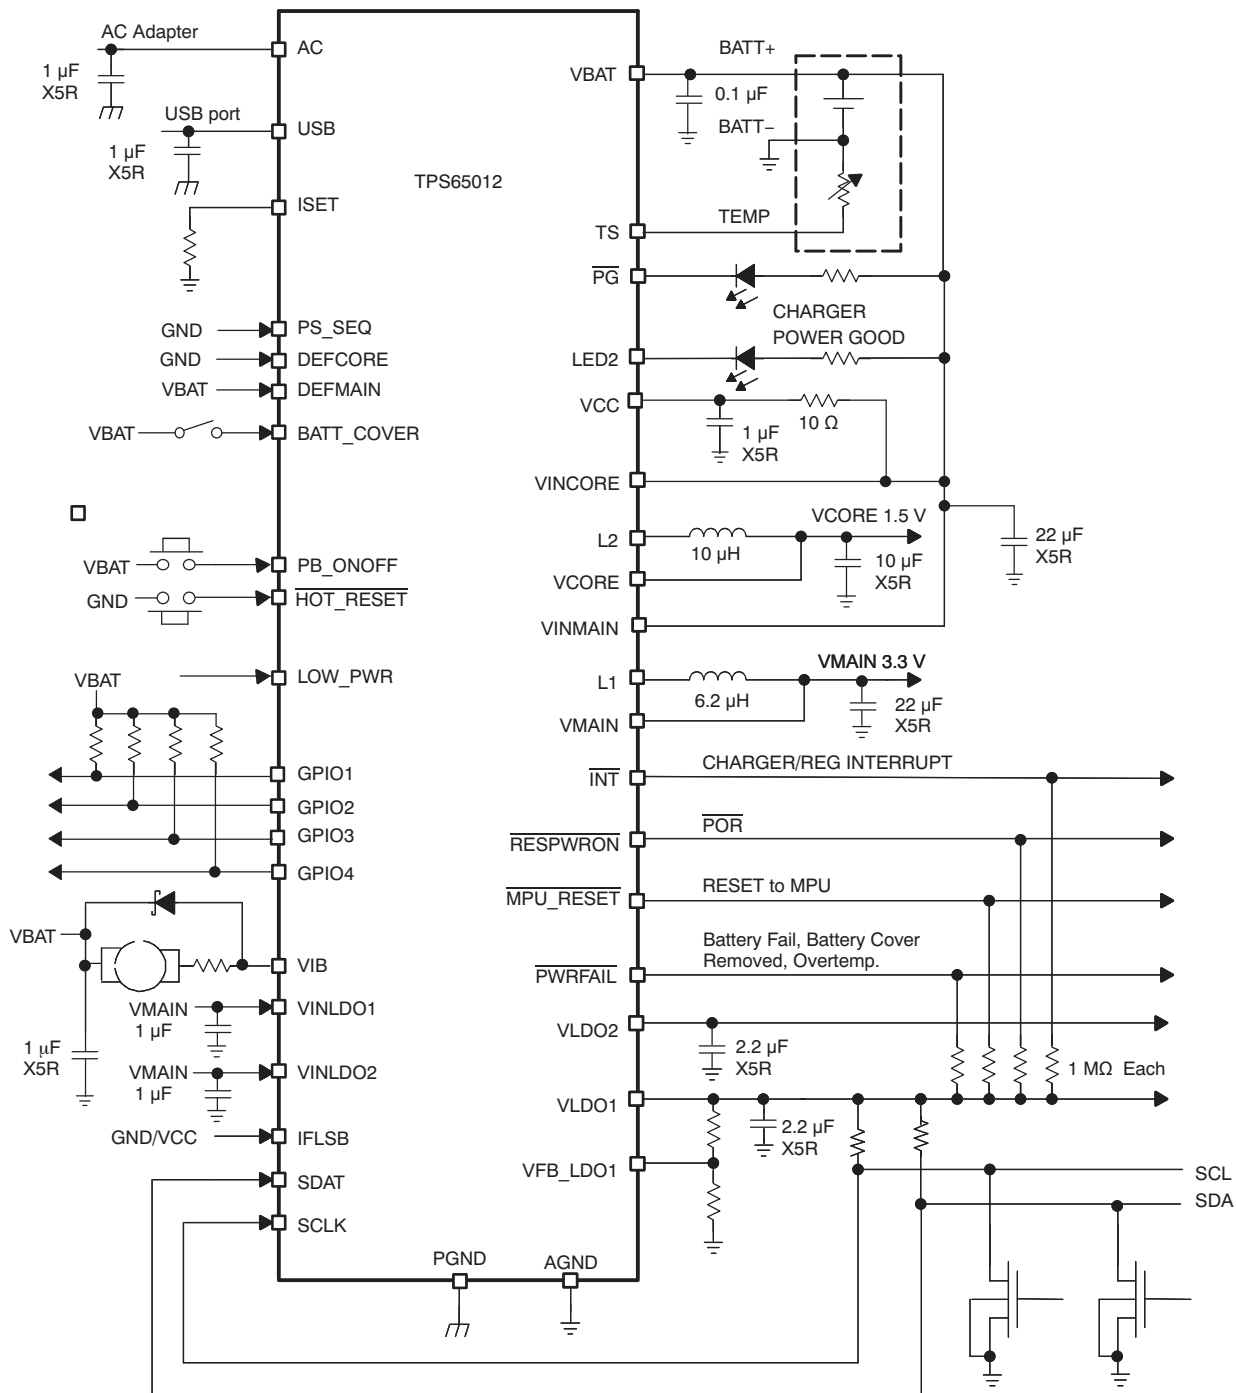 AC Adapter
AC
1 µF
X5R
USB port
USB
1 µF
X5R
ISET
TPS65012
GND
PS_SEQ
GND
DEFCORE
VBAT
DEFMAIN
VBAT
BATT_COVER
VBAT
PB_ONOFF
GND
HOT_RESET
VBAT
LOW_PWR
GPIO1
GPIO2
GPIO3
GPIO4
VBAT
VIB
VMAIN
1 µF
VINLDO1
1 µF
X5R
VMAIN
1 µF
VINLDO2
GND/VCC
IFLSB
SDAT
SCLK
PGND
AGND
VBAT
BATT+
0.1 µF
BATT−
TEMP
TS
PG
CHARGER
POWER GOOD
LED2
VCC
10 Ω
1 µF
X5R
VINCORE
VCORE 1.5 V
L2
10 µH
10 µF
X5R
22 µF
X5R
VCORE
VINMAIN
VMAIN 3.3 V
L1
6.2 µH
22 µF
X5R
VMAIN
CHARGER/REG INTERRUPT
INT
POR
RESPWRON
RESET to MPU
MPU_RESET
Battery Fail, Battery Cover
Removed, Overtemp.
PWRFAIL
VLDO2
2.2 µF
X5R
1 MΩ Each
VLDO1
2.2 µF
X5R
VFB_LDO1
SCL
SDA